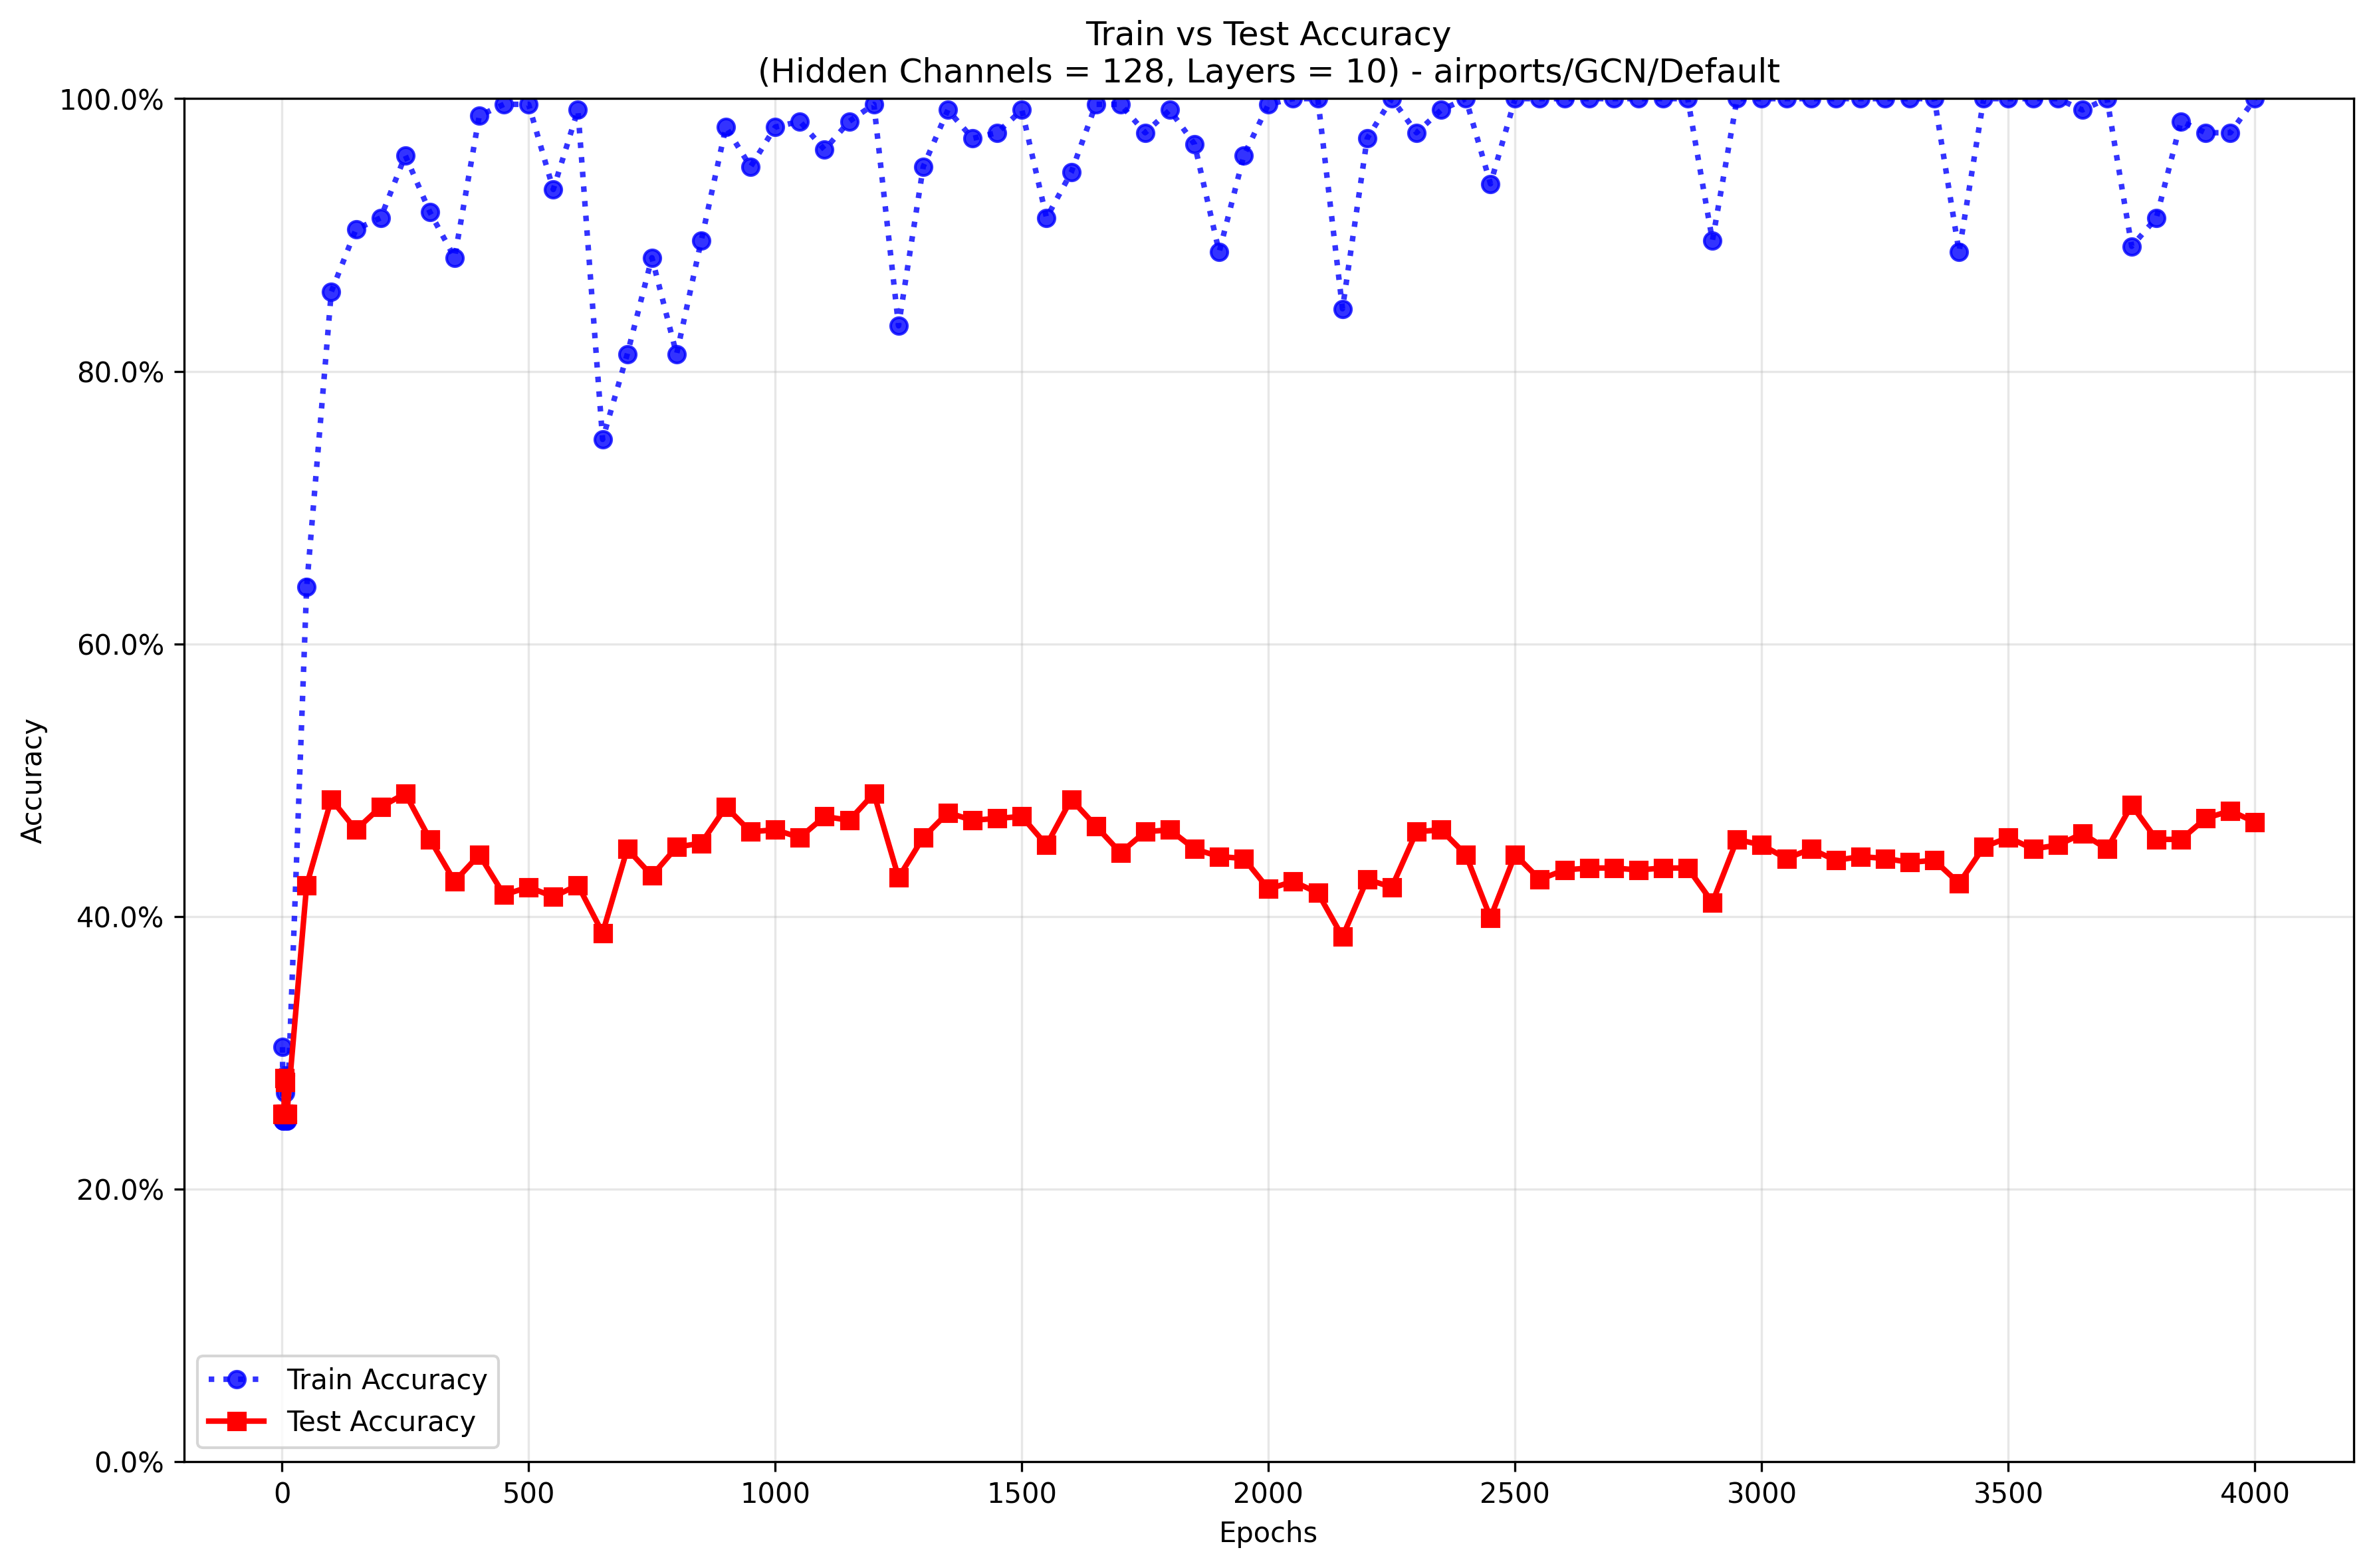 Train vs Test Accuracy
(Hidden Channels = 128, Layers = 10) - airports/GCN/Default
100.0%
80.0%
60.0%
40.0%
20.0%
0.0%
Accuracy
Train Accuracy
Test Accuracy
0 500 1000 1500 2000 2500 3000 3500 4000
Epochs